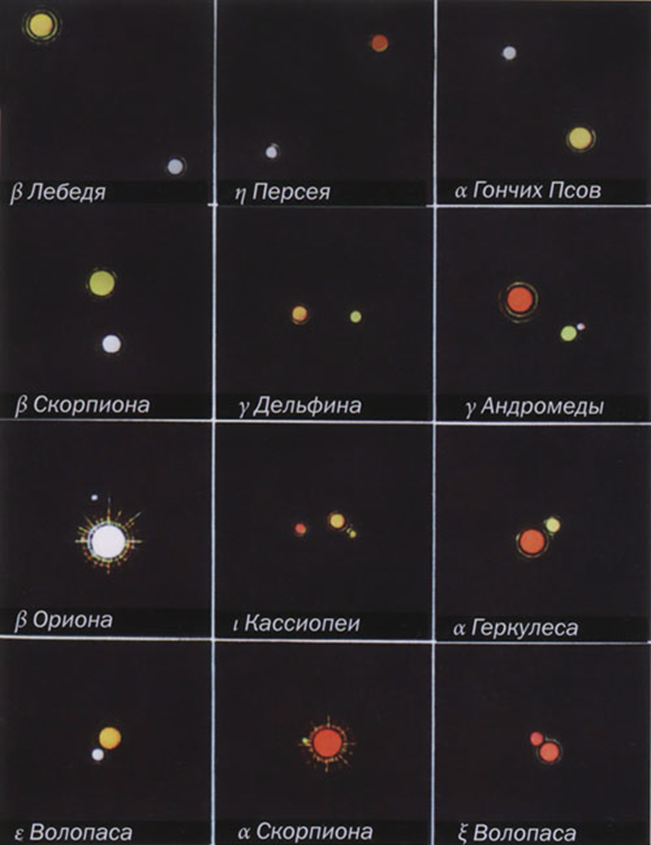 β Лебедя
η Персея
α Гончих Псов
β Скорпиона
γ Дельфина
γ Андромеды
β Ориона
ι Кассиопеи
α Геркулеса
ε Волопаса
α Скорпиона
ξ Волопаса